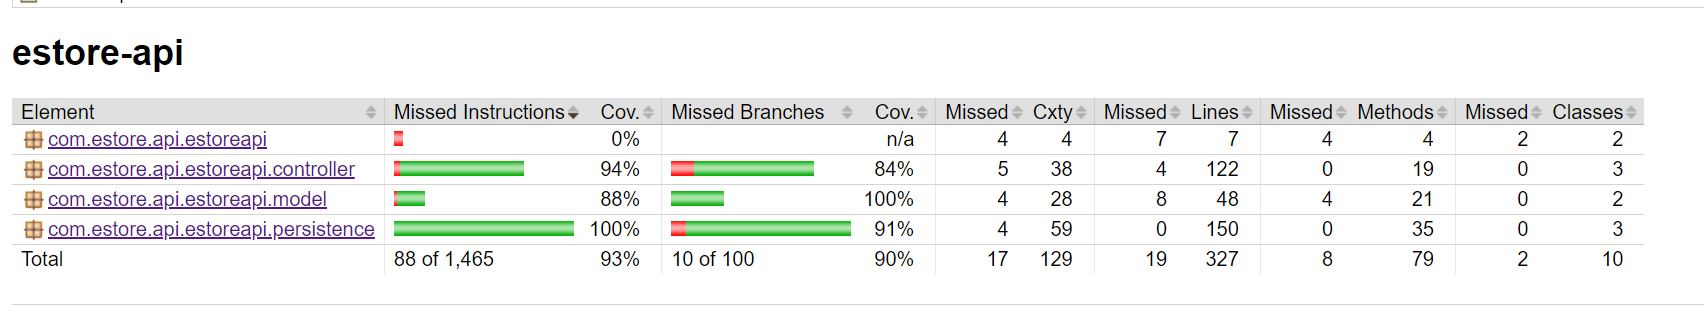 estore-api
Element Missed Instructions Cov. Missed Branches Cov. Missed Cxty Missed Lines Missed Methods Missed Classes
com.estore.api.estoreapi 0% n/a 4 4 7 7 4 4 2 2
com.estore.api.estoreapi.controller 94% 84% 5 38 4 122 0 19 0 3
com.estore.api.estoreapi.model 88% 100% 4 28 8 48 4 21 0 2
com.estore.api.estoreapi.persistence 100% 91% 4 59 0 150 0 35 0 3
Total 88 of 1,465 93% 10 of 100 90% 17 129 19 327 8 79 2 10